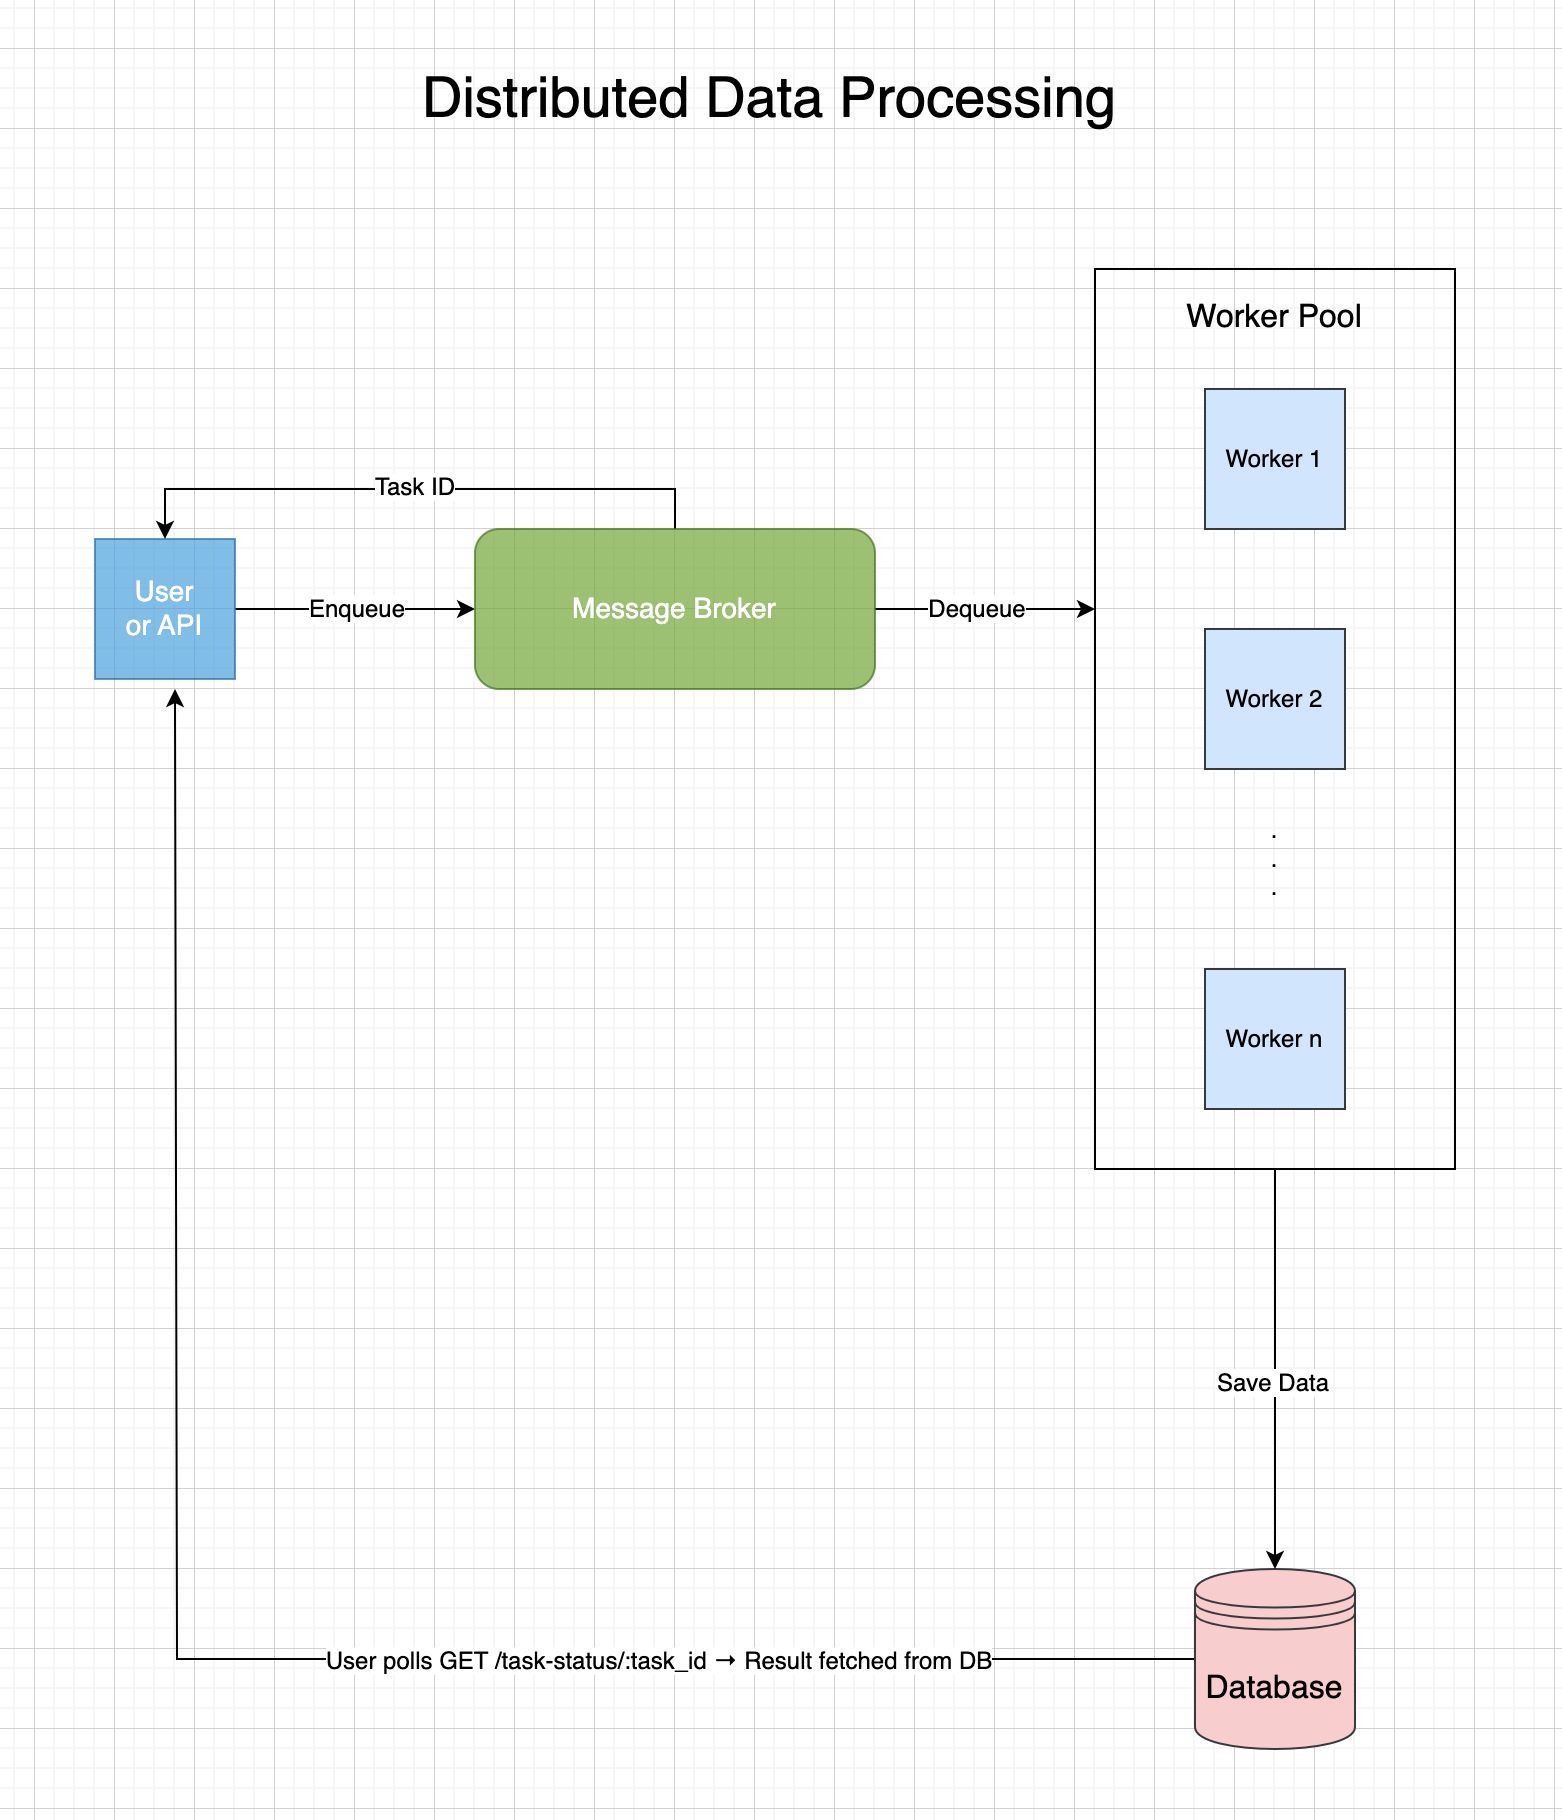 Distributed Data Processing
Worker Pool
Worker 1
Task ID
User
or API
Enqueue
Message Broker
Dequeue
Worker 2
.
.
.
Worker n
Save Data
User polls GET /task-status/:task_id → Result fetched from DB
Database